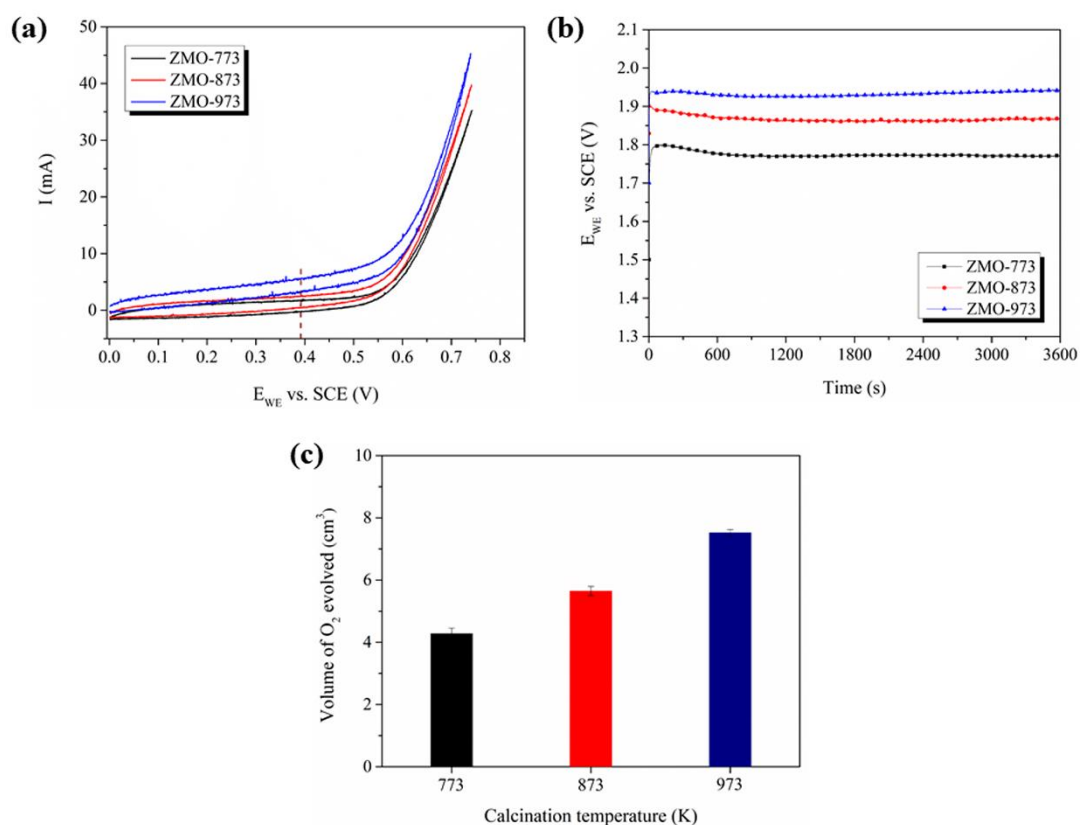 (a)
50
40
30
20
10
0
I (mA)
ZMO-773
ZMO-873
ZMO-973
0.0 0.1 0.2 0.3 0.4 0.5 0.6 0.7 0.8
E_WE vs. SCE (V)
(b)
2.1
2.0
1.9
1.8
1.7
1.6
1.5
1.4
1.3
E_WE vs. SCE (V)
ZMO-773
ZMO-873
ZMO-973
0 600 1200 1800 2400 3000 3600
Time (s)
(c)
10
8
6
4
2
0
Volume of O₂ evolved (cm³)
773 873 973
Calcination temperature (K)